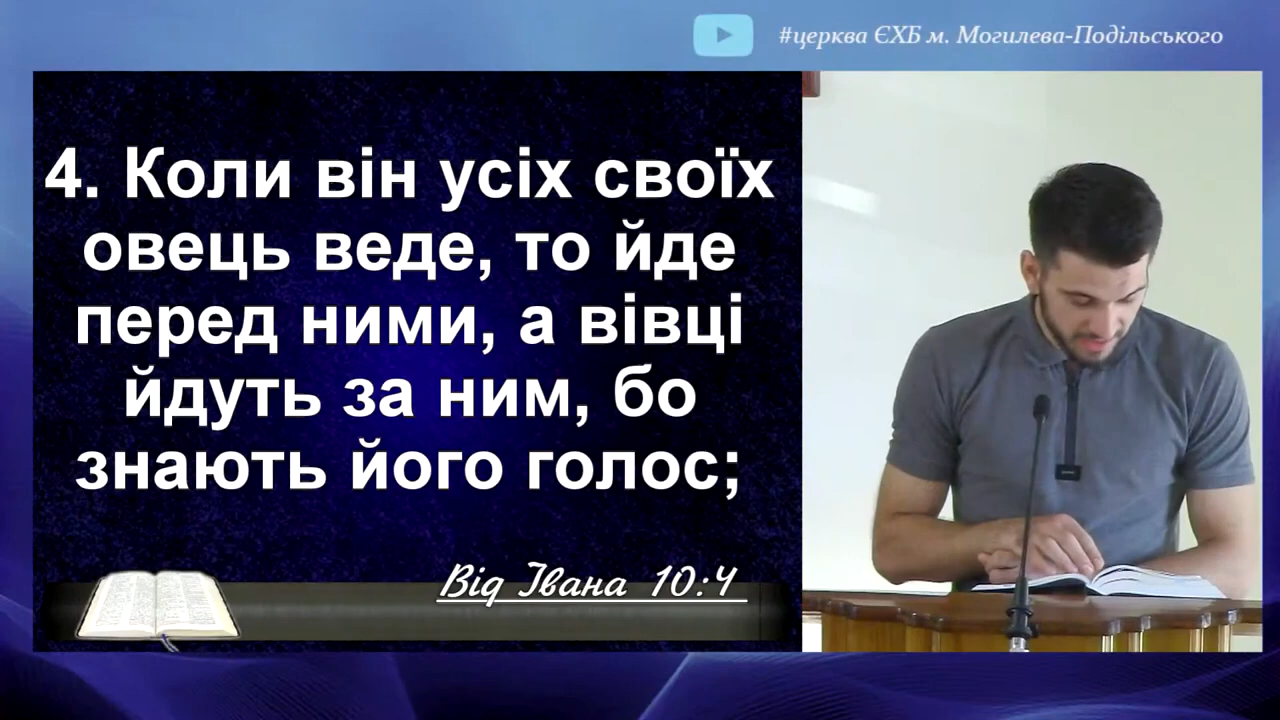 #церква ЄХБ м. Могилева-Подільського
4. Коли він усіх своїх
овець веде, то йде
перед ними, а вівці
йдуть за ним, бо
знають його голос;
Від Івана 10:4